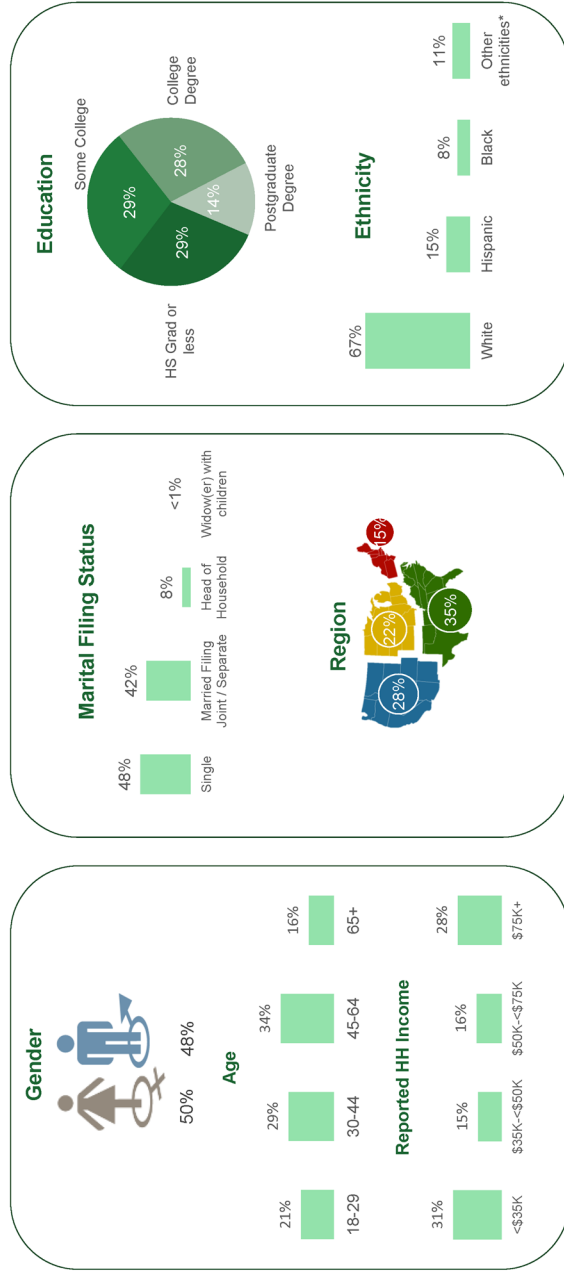 Gender
50%
48%
Age
21%
29%
34%
16%
18-29
30-44
45-64
65+
Reported HH Income
31%
15%
16%
28%
<$35K
$35K-<$50K
$50K-<$75K
$75K+
Marital Filing Status
48%
42%
8%
<1%
Single
Married Filing
Joint / Separate
Head of
Household
Widow(er) with
children
Region
28%
22%
35%
15%
Education
Some College
29%
College
Degree
28%
14%
Postgraduate
Degree
29%
HS Grad or
less
Ethnicity
67%
15%
8%
11%
White
Hispanic
Black
Other
ethnicities*